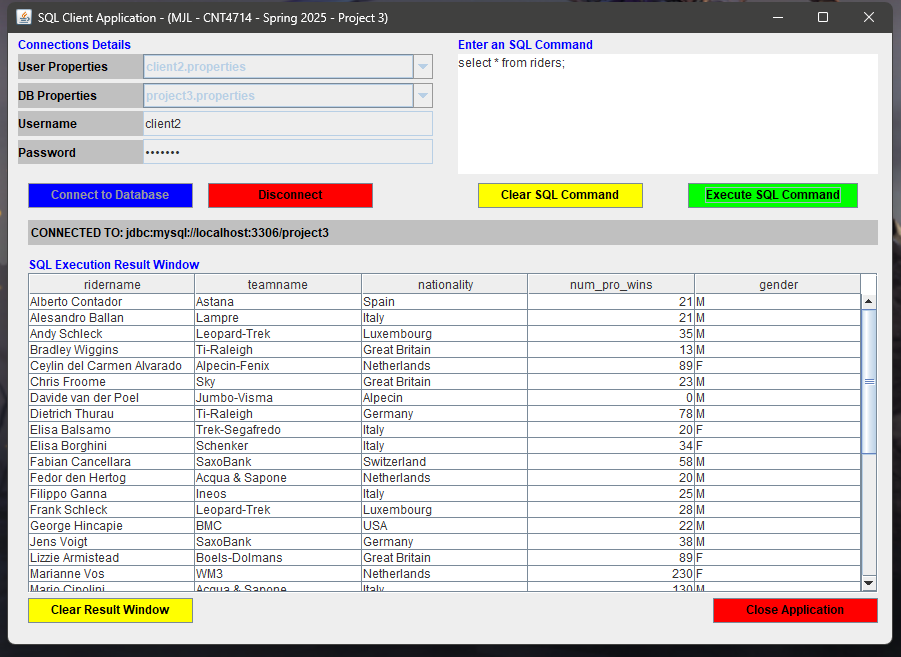 SQL Client Application - (MJL - CNT4714 - Spring 2025 - Project 3)
Connections Details
User Properties client2.properties
DB Properties project3.properties
Username client2
Password •••••••
Connect to Database Disconnect
Enter an SQL Command
select * from riders;
Clear SQL Command Execute SQL Command
CONNECTED TO: jdbc:mysql://localhost:3306/project3
SQL Execution Result Window
ridername teamname nationality num_pro_wins gender
Alberto Contador Astana Spain 21 M
Alesandro Ballan Lampre Italy 21 M
Andy Schleck Leopard-Trek Luxembourg 35 M
Bradley Wiggins Ti-Raleigh Great Britain 13 M
Ceylin del Carmen Alvarado Alpecin-Fenix Netherlands 89 F
Chris Froome Sky Great Britain 23 M
Davide van der Poel Jumbo-Visma Alpecin 0 M
Dietrich Thurau Ti-Raleigh Germany 78 M
Elisa Balsamo Trek-Segafredo Italy 20 F
Elisa Borghini Schenker Italy 34 F
Fabian Cancellara SaxoBank Switzerland 58 M
Fedor den Hertog Acqua & Sapone Netherlands 20 M
Filippo Ganna Ineos Italy 25 M
Frank Schleck Leopard-Trek Luxembourg 28 M
George Hincapie BMC USA 22 M
Jens Voigt SaxoBank Germany 38 M
Lizzie Armistead Boels-Dolmans Great Britain 89 F
Marianne Vos WM3 Netherlands 230 F
Mario Cipolini Acqua & Sapone Italy 130 M
Clear Result Window Close Application